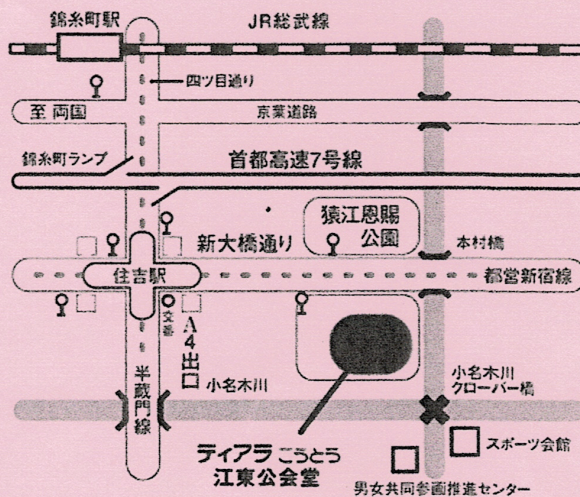 錦糸町駅
JR総武線
四ツ目通り
至 両国
京葉道路
錦糸町ランプ
首都高速7号線
猿江恩賜
公園
新大橋通り
本村橋
住吉駅
都営新宿線
交番
A4出口
半蔵門線
小名木川
小名木川
クローバー橋
ティアラこうとう
江東公会堂
スポーツ会館
男女共同参画推進センター